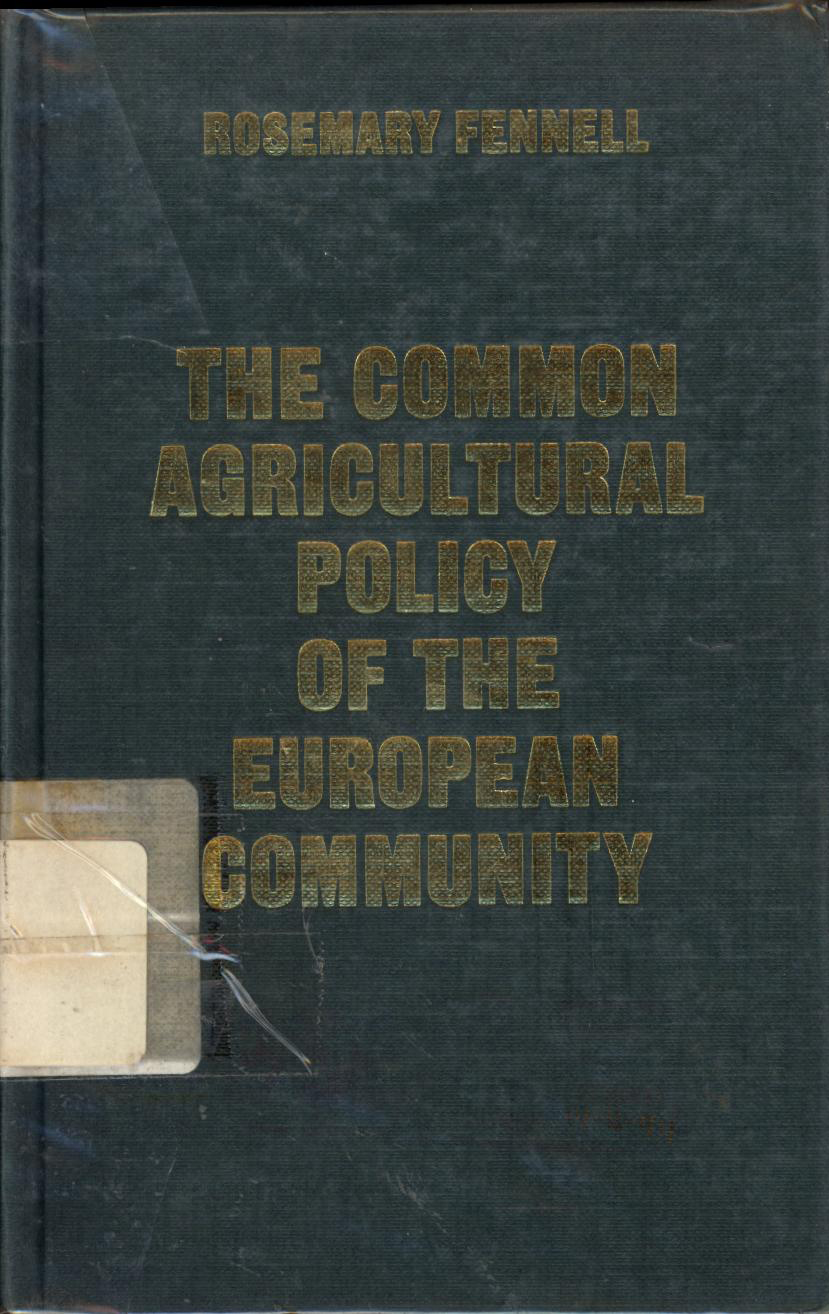 ROSEMARY FENNELL
THE COMMON
AGRICULTURAL
POLICY
OF THE
EUROPEAN
COMMUNITY